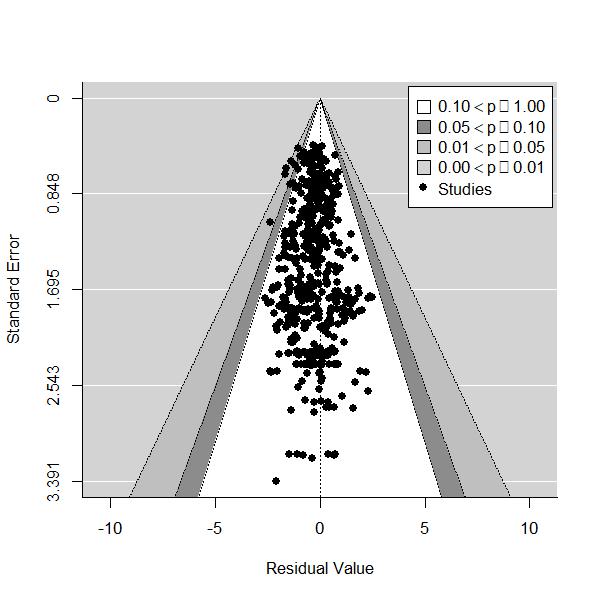 0.10 < p □ 1.00
0.05 < p □ 0.10
0.01 < p □ 0.05
0.00 < p □ 0.01
Studies
Standard Error
0
0.848
1.695
2.543
3.391
-10
-5
0
5
10
Residual Value